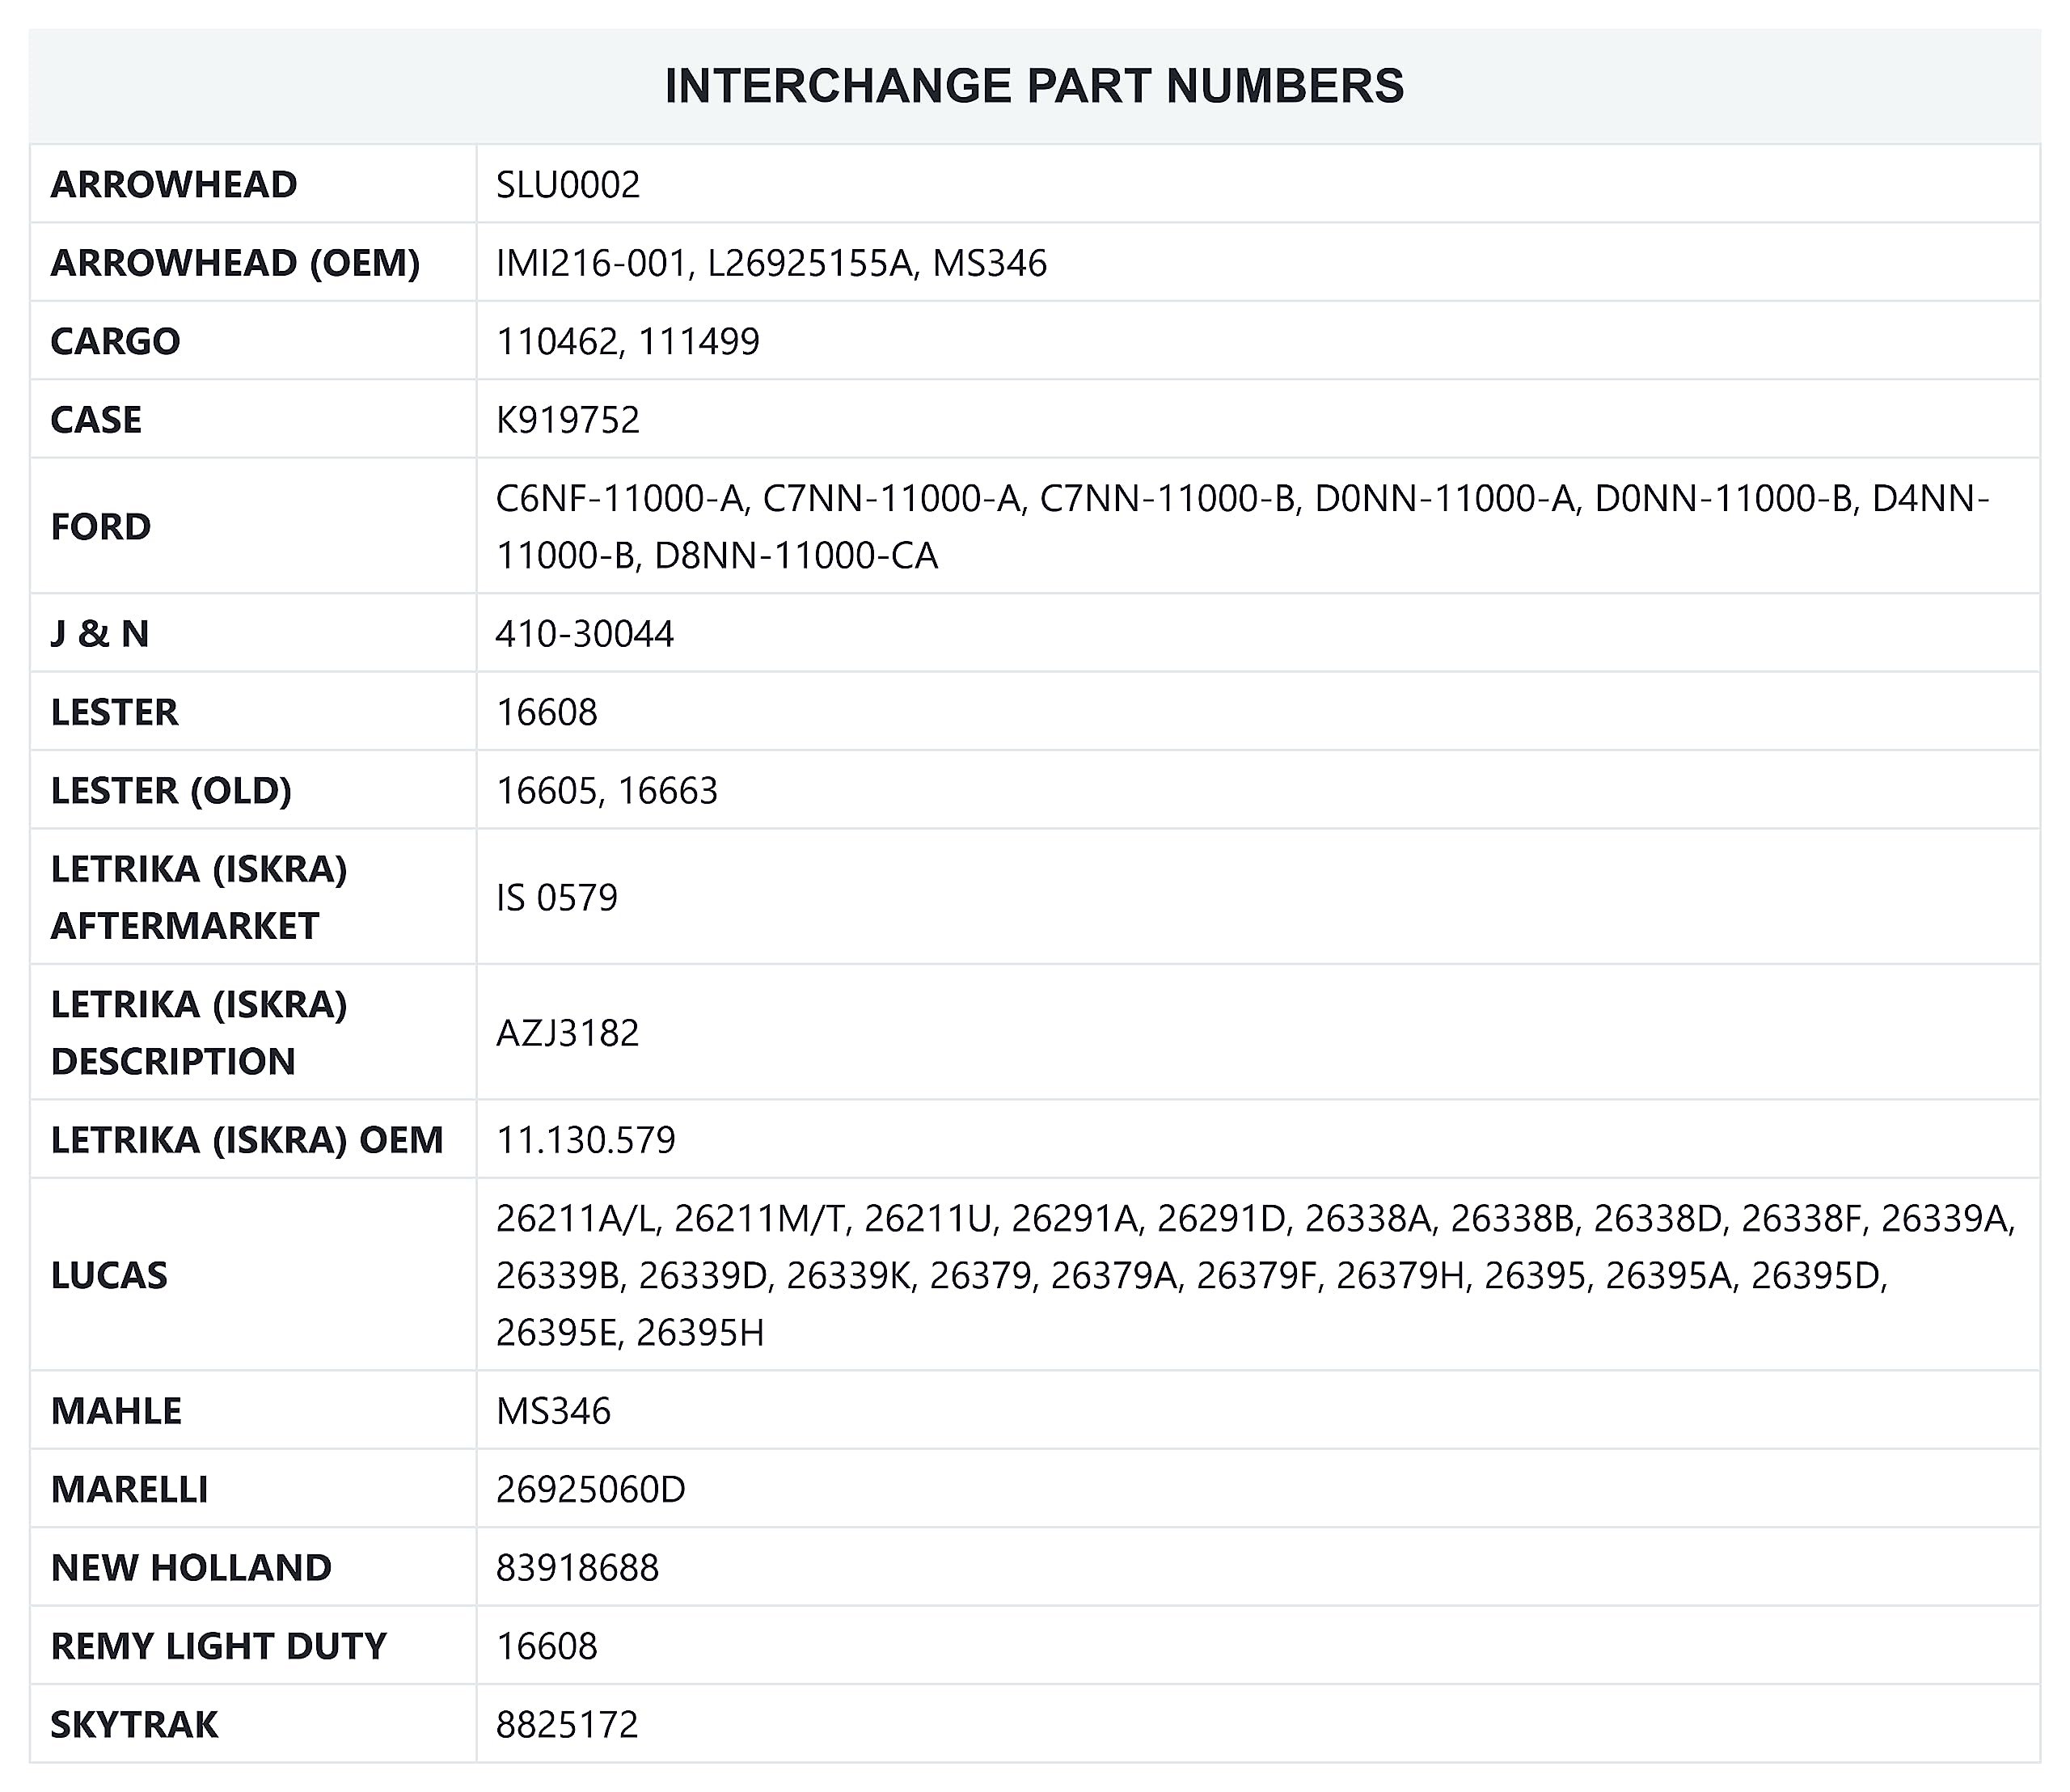 INTERCHANGE PART NUMBERS
ARROWHEAD
SLU0002
ARROWHEAD (OEM)
IMI216-001, L26925155A, MS346
CARGO
110462, 111499
CASE
K919752
FORD
C6NF-11000-A, C7NN-11000-A, C7NN-11000-B, D0NN-11000-A, D0NN-11000-B, D4NN-
11000-B, D8NN-11000-CA
J & N
410-30044
LESTER
16608
LESTER (OLD)
16605, 16663
LETRIKA (ISKRA)
AFTERMARKET
IS 0579
LETRIKA (ISKRA)
DESCRIPTION
AZJ3182
LETRIKA (ISKRA) OEM
11.130.579
LUCAS
26211A/L, 26211M/T, 26211U, 26291A, 26291D, 26338A, 26338B, 26338D, 26338F, 26339A,
26339B, 26339D, 26339K, 26379, 26379A, 26379F, 26379H, 26395, 26395A, 26395D,
26395E, 26395H
MAHLE
MS346
MARELLI
26925060D
NEW HOLLAND
83918688
REMY LIGHT DUTY
16608
SKYTRAK
8825172